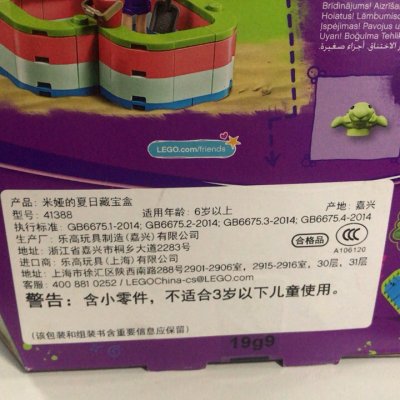 Brīdinājums!
Hoiatus! Lámbumiso
Įspėjimas! Pavojus u
Uyarı! Boğulma Tehlik
LEGO.com/friends
产品: 米娅的夏日藏宝盒
型号: 41388 适用年龄: 6岁以上 产地: 嘉兴
执行标准: GB6675.1-2014; GB6675.2-2014; GB6675.3-2014; GB6675.4-2014
生产厂: 乐高玩具制造(嘉兴)有限公司
浙江省嘉兴市桐乡大道2283号
进口商: 乐高玩具(上海)有限公司
地址: 上海市徐汇区陕西南路288号2901-2906室, 2915-2916室, 30层, 31层
客服: 400 881 0252 / LEGOChina-cs@LEGO.com
CCC
A106120
警告: 含小零件, 不适合3岁以下儿童使用。
(该包装和组装书含重要信息应保留)
19g9